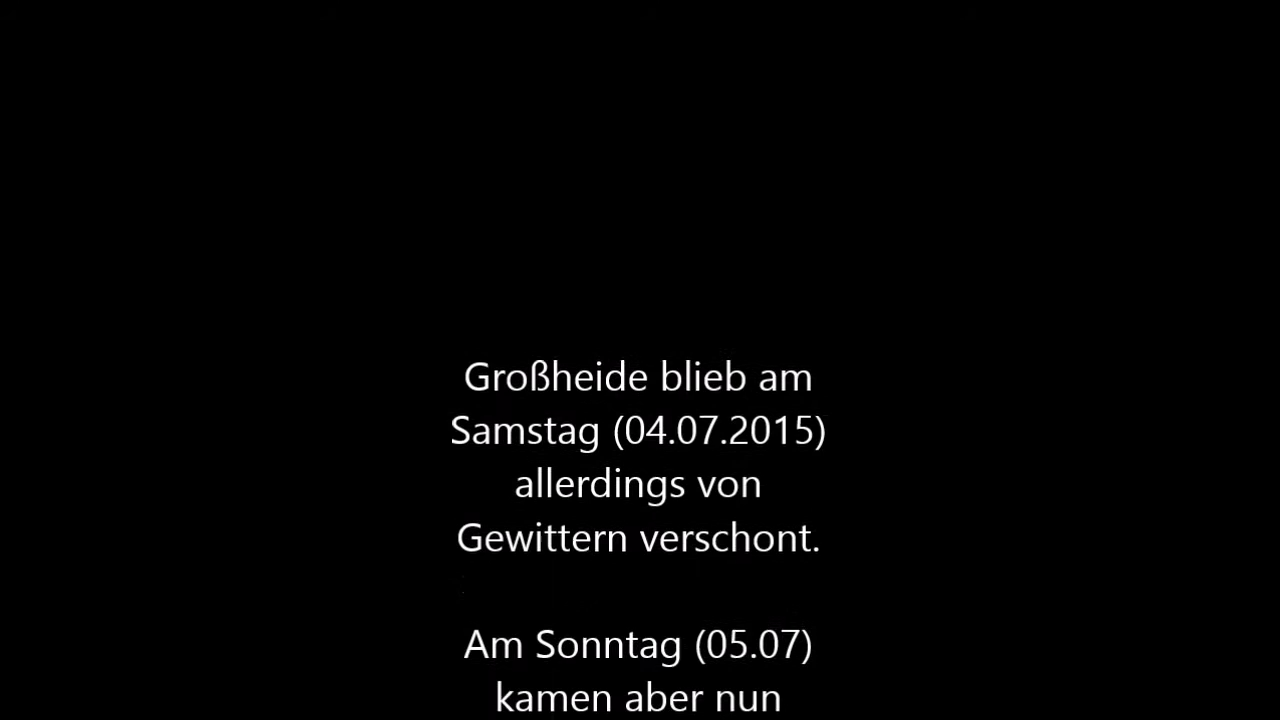 Großheide blieb am
Samstag (04.07.2015)
allerdings von
Gewittern verschont.
Am Sonntag (05.07)
kamen aber nun